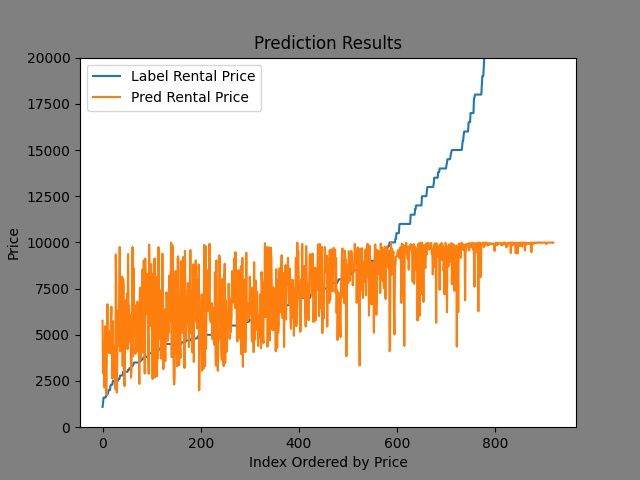 Prediction Results
20000
17500
15000
12500
10000
7500
5000
2500
0
Price
Label Rental Price
Pred Rental Price
0 200 400 600 800
Index Ordered by Price